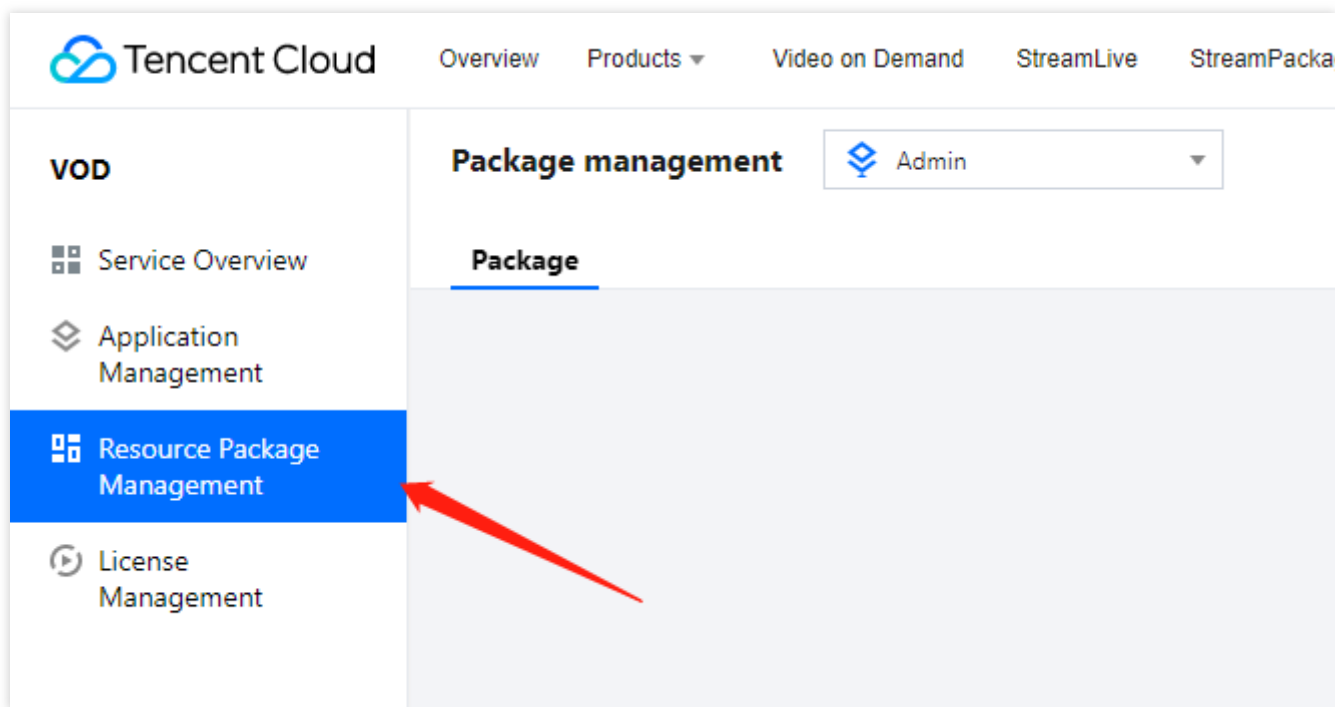 Tencent Cloud Overview Products Video on Demand StreamLive StreamPacka
VOD
Package management Admin
Service Overview
Package
Application
Management
Resource Package
Management
License
Management